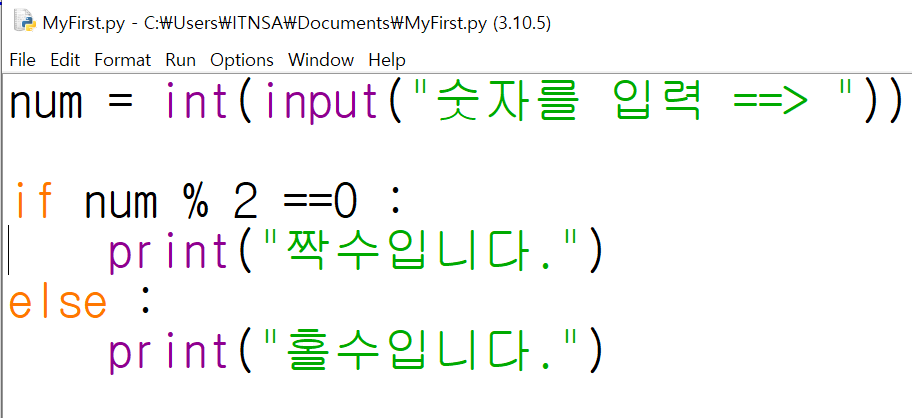 MyFirst.py - C:₩Users₩ITNSA₩Documents₩MyFirst.py (3.10.5)
File Edit Format Run Options Window Help
num = int(input("숫자를 입력 ==> "))
if num % 2 ==0 :
    print("짝수입니다.")
else :
    print("홀수입니다.")